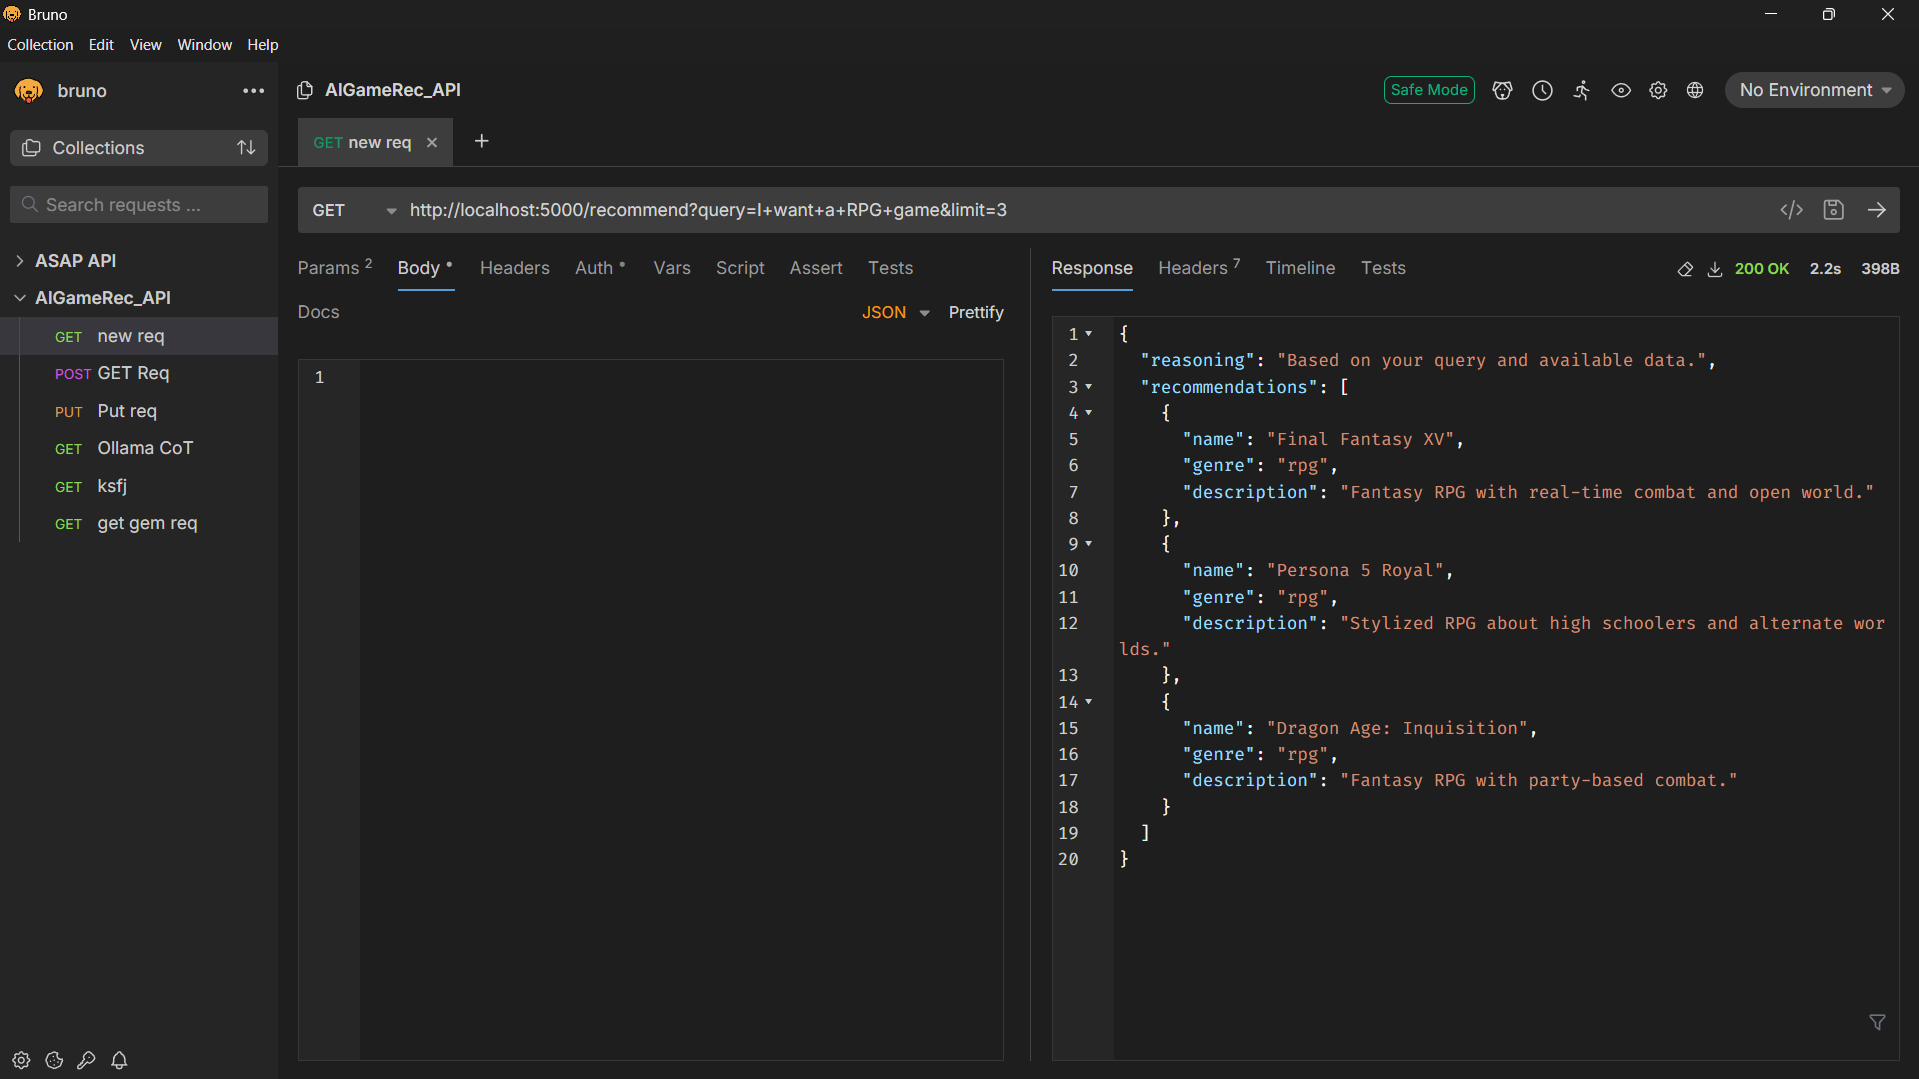 Bruno
Collection Edit View Window Help
bruno
AIGameRec_API
Safe Mode
No Environment
Collections
GET new req
Search requests ...
GET http://localhost:5000/recommend?query=I+want+a+RPG+game&limit=3
ASAP API
AIGameRec_API
GET new req
POST GET Req
PUT Put req
GET Ollama CoT
GET ksfj
GET get gem req
Params 2 Body Headers Auth Vars Script Assert Tests
Docs
JSON Prettify
1
Response Headers 7 Timeline Tests
200 OK 2.2s 398B
1 {
2 "reasoning": "Based on your query and available data.",
3 "recommendations": [
4 {
5 "name": "Final Fantasy XV",
6 "genre": "rpg",
7 "description": "Fantasy RPG with real-time combat and open world."
8 },
9 {
10 "name": "Persona 5 Royal",
11 "genre": "rpg",
12 "description": "Stylized RPG about high schoolers and alternate wor
lds."
13 },
14 {
15 "name": "Dragon Age: Inquisition",
16 "genre": "rpg",
17 "description": "Fantasy RPG with party-based combat."
18 }
19 ]
20 }